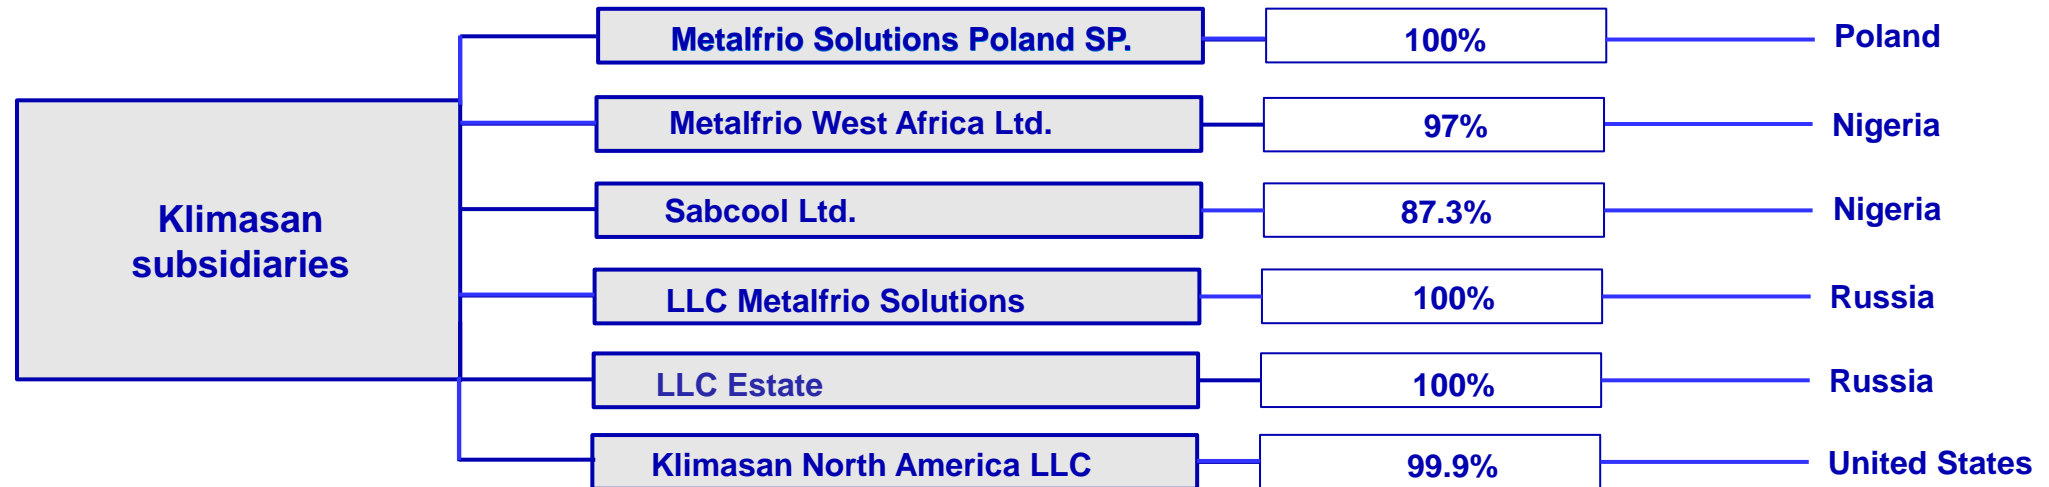 Klimasan
subsidiaries
Metalfrio Solutions Poland SP. 100% Poland
Metalfrio West Africa Ltd. 97% Nigeria
Sabcool Ltd. 87.3% Nigeria
LLC Metalfrio Solutions 100% Russia
LLC Estate 100% Russia
Klimasan North America LLC 99.9% United States